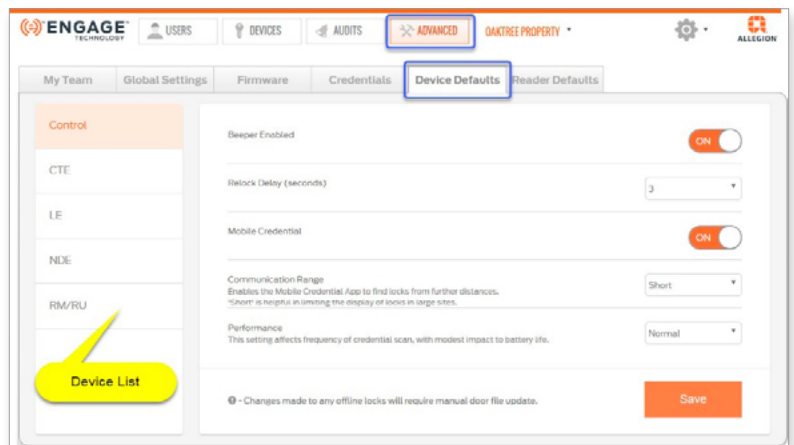 ENGAGE™
TECHNOLOGY
USERS
DEVICES
AUDITS
ADVANCED
OAKTREE PROPERTY
ALLEGION
My Team
Global Settings
Firmware
Credentials
Device Defaults
Reader Defaults
Control
CTE
LE
NDE
RM/RU
Device List
Beeper Enabled
ON
Relock Delay (seconds)
3
Mobile Credential
ON
Communication Range
Enables the Mobile Credential App to find locks from further distances.
"Short" is helpful in limiting the display of locks in large sites.
Short
Performance
This setting affects frequency of credential scan, with modest impact to battery life.
Normal
- Changes made to any offline locks will require manual door file update.
Save